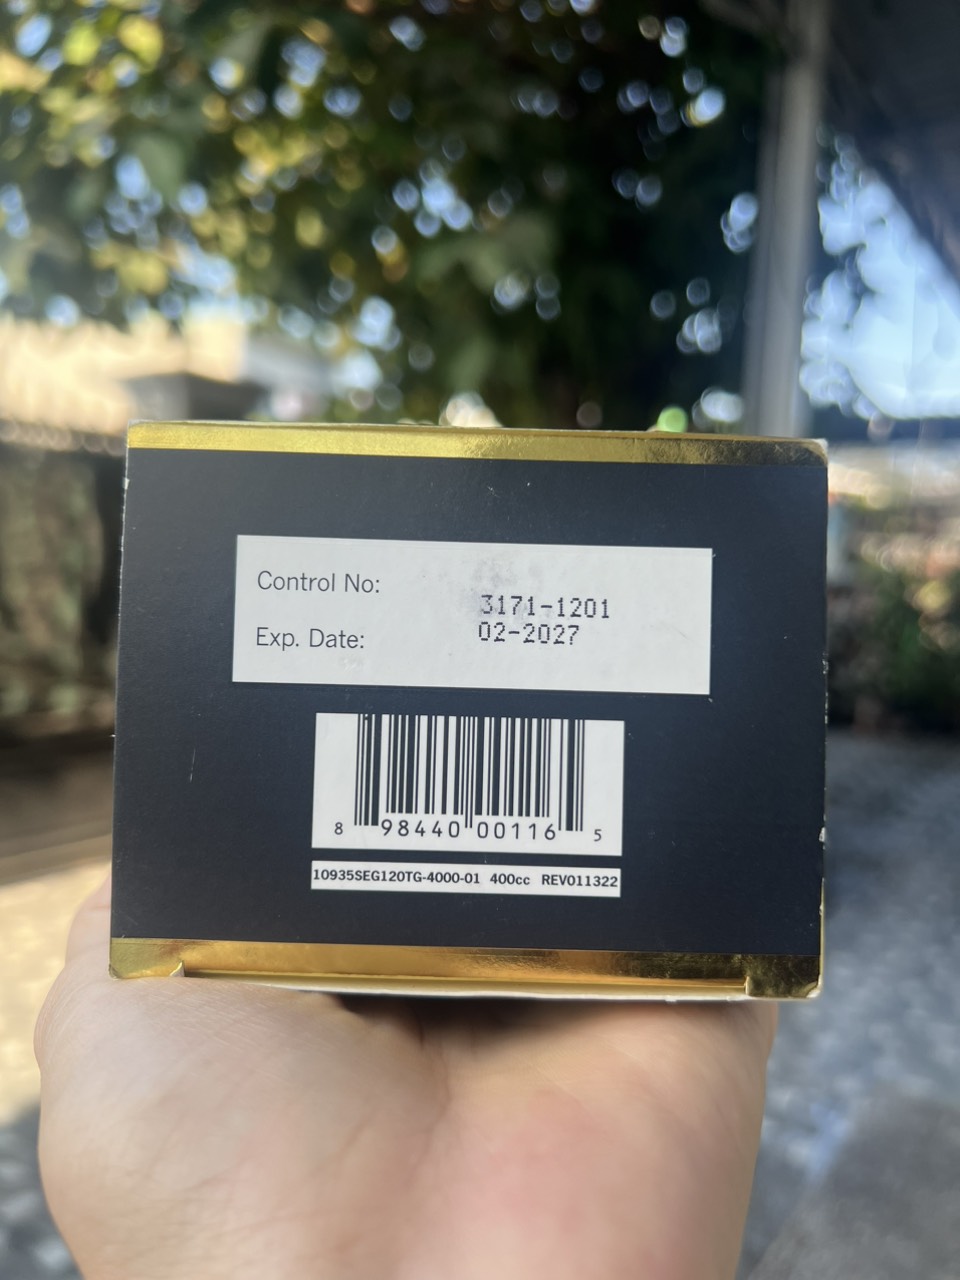 Control No:
3171-1201
Exp. Date:
02-2027
8 98440 00116 5
10935SEG120TG-4000-01 400cc REV011322